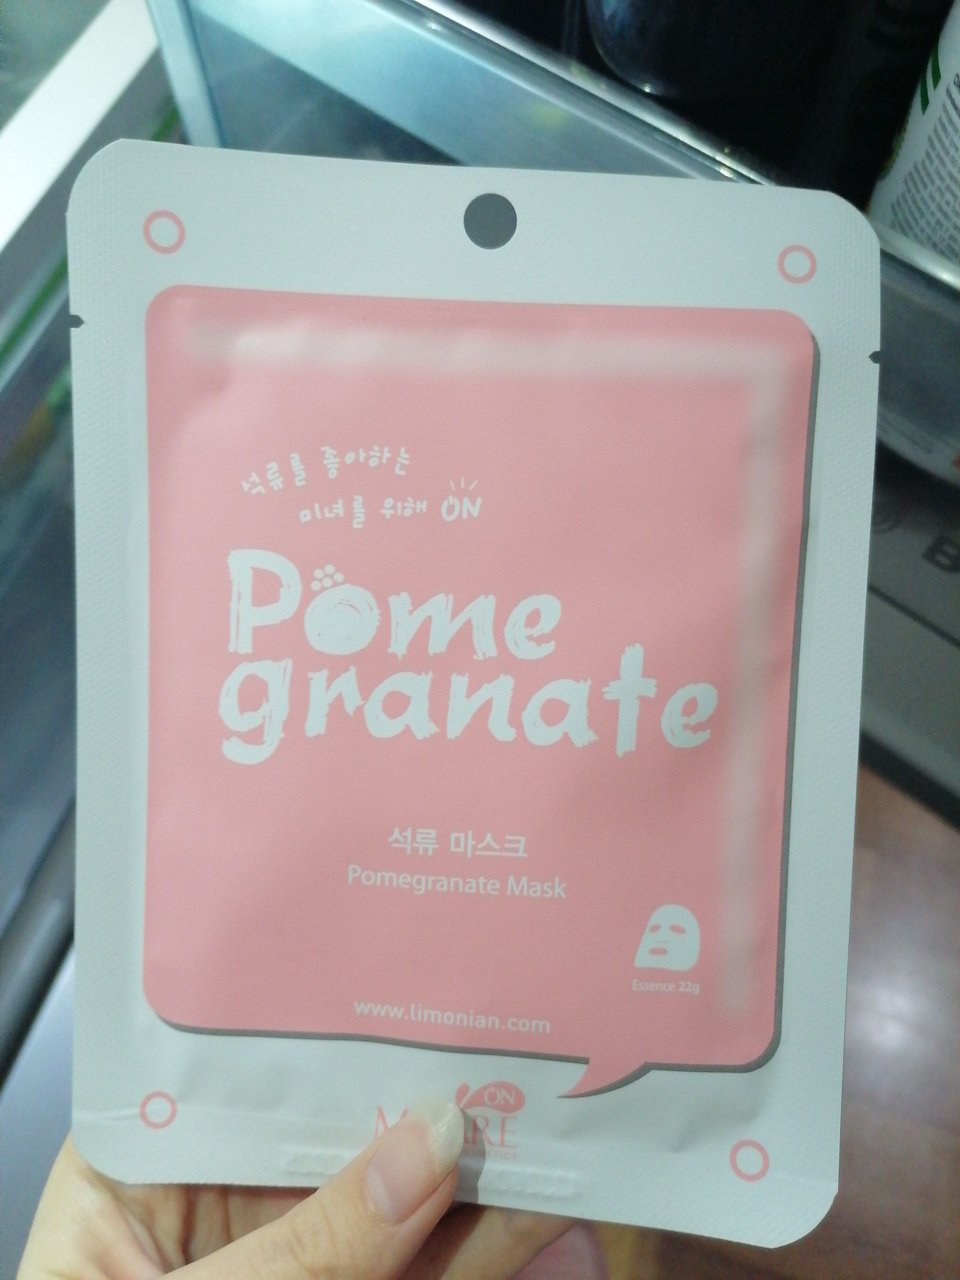 석류를 좋아하는
미녀를 위해 ON
Pome
granate
석류 마스크
Pomegranate Mask
Essence 22g
www.limonian.com
ON